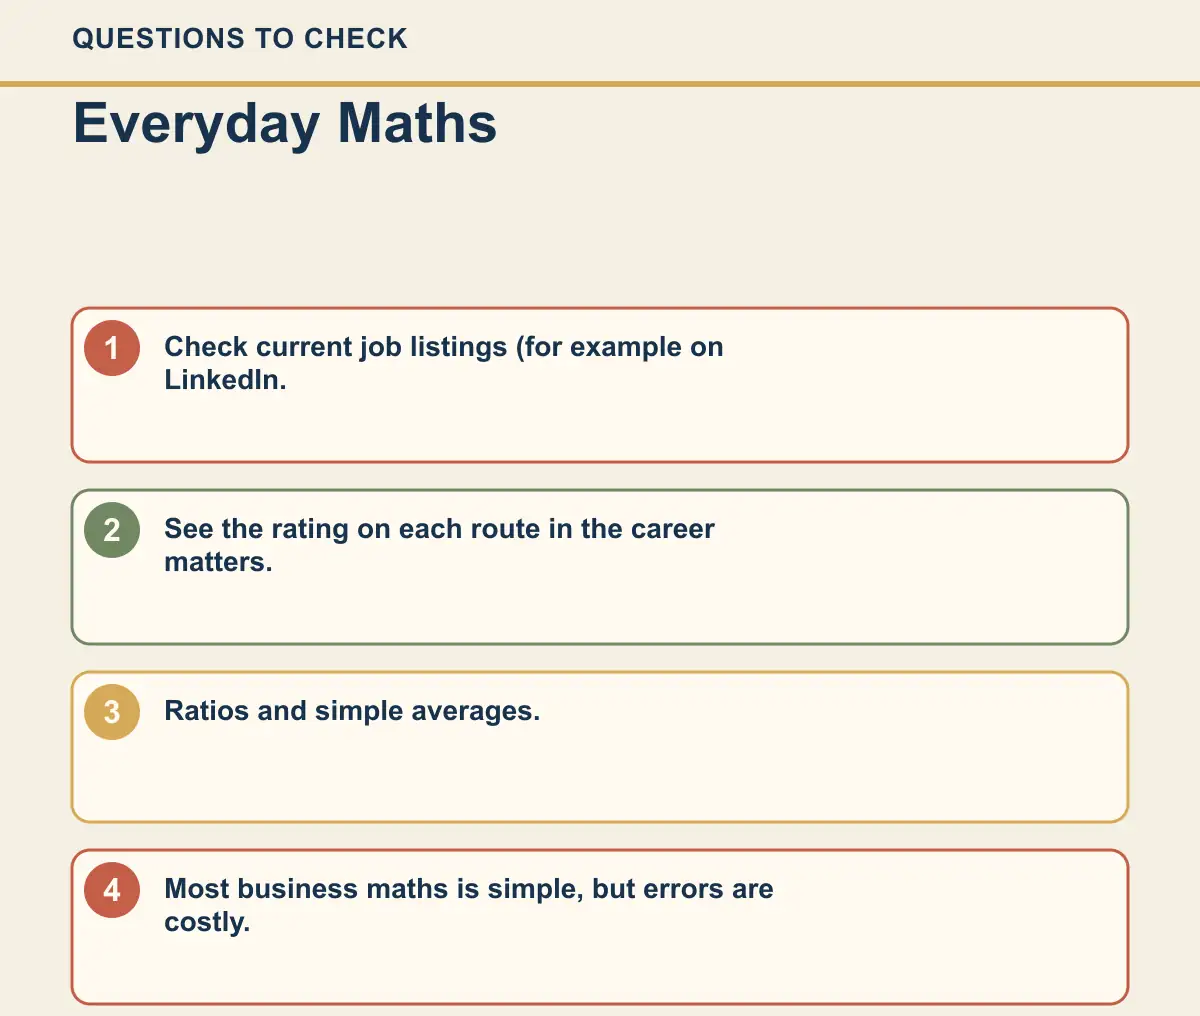 QUESTIONS TO CHECK
Everyday Maths
1
Check current job listings (for example on
LinkedIn.
2
See the rating on each route in the career
matters.
3
Ratios and simple averages.
4
Most business maths is simple, but errors are
costly.